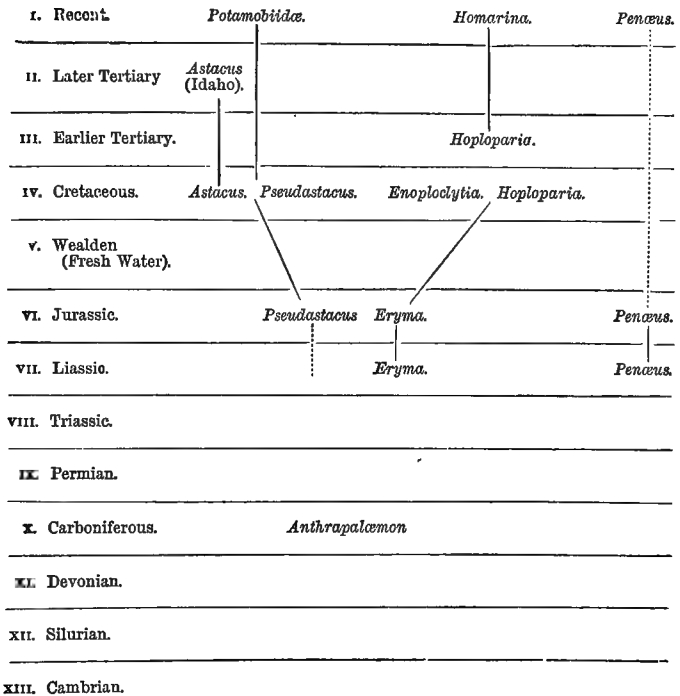 I. Recent. Potamobiidæ. Homarina. Penæus.
II. Later Tertiary Astacus
(Idaho).
III. Earlier Tertiary. Hoploparia.
IV. Cretaceous. Astacus. Pseudastacus. Enoploclytia. Hoploparia.
V. Wealden
(Fresh Water).
VI. Jurassic. Pseudastacus Eryma. Penæus.
VII. Liassic. Eryma. Penæus.
VIII. Triassic.
IX. Permian.
X. Carboniferous. Anthrapalæmon
XI. Devonian.
XII. Silurian.
XIII. Cambrian.